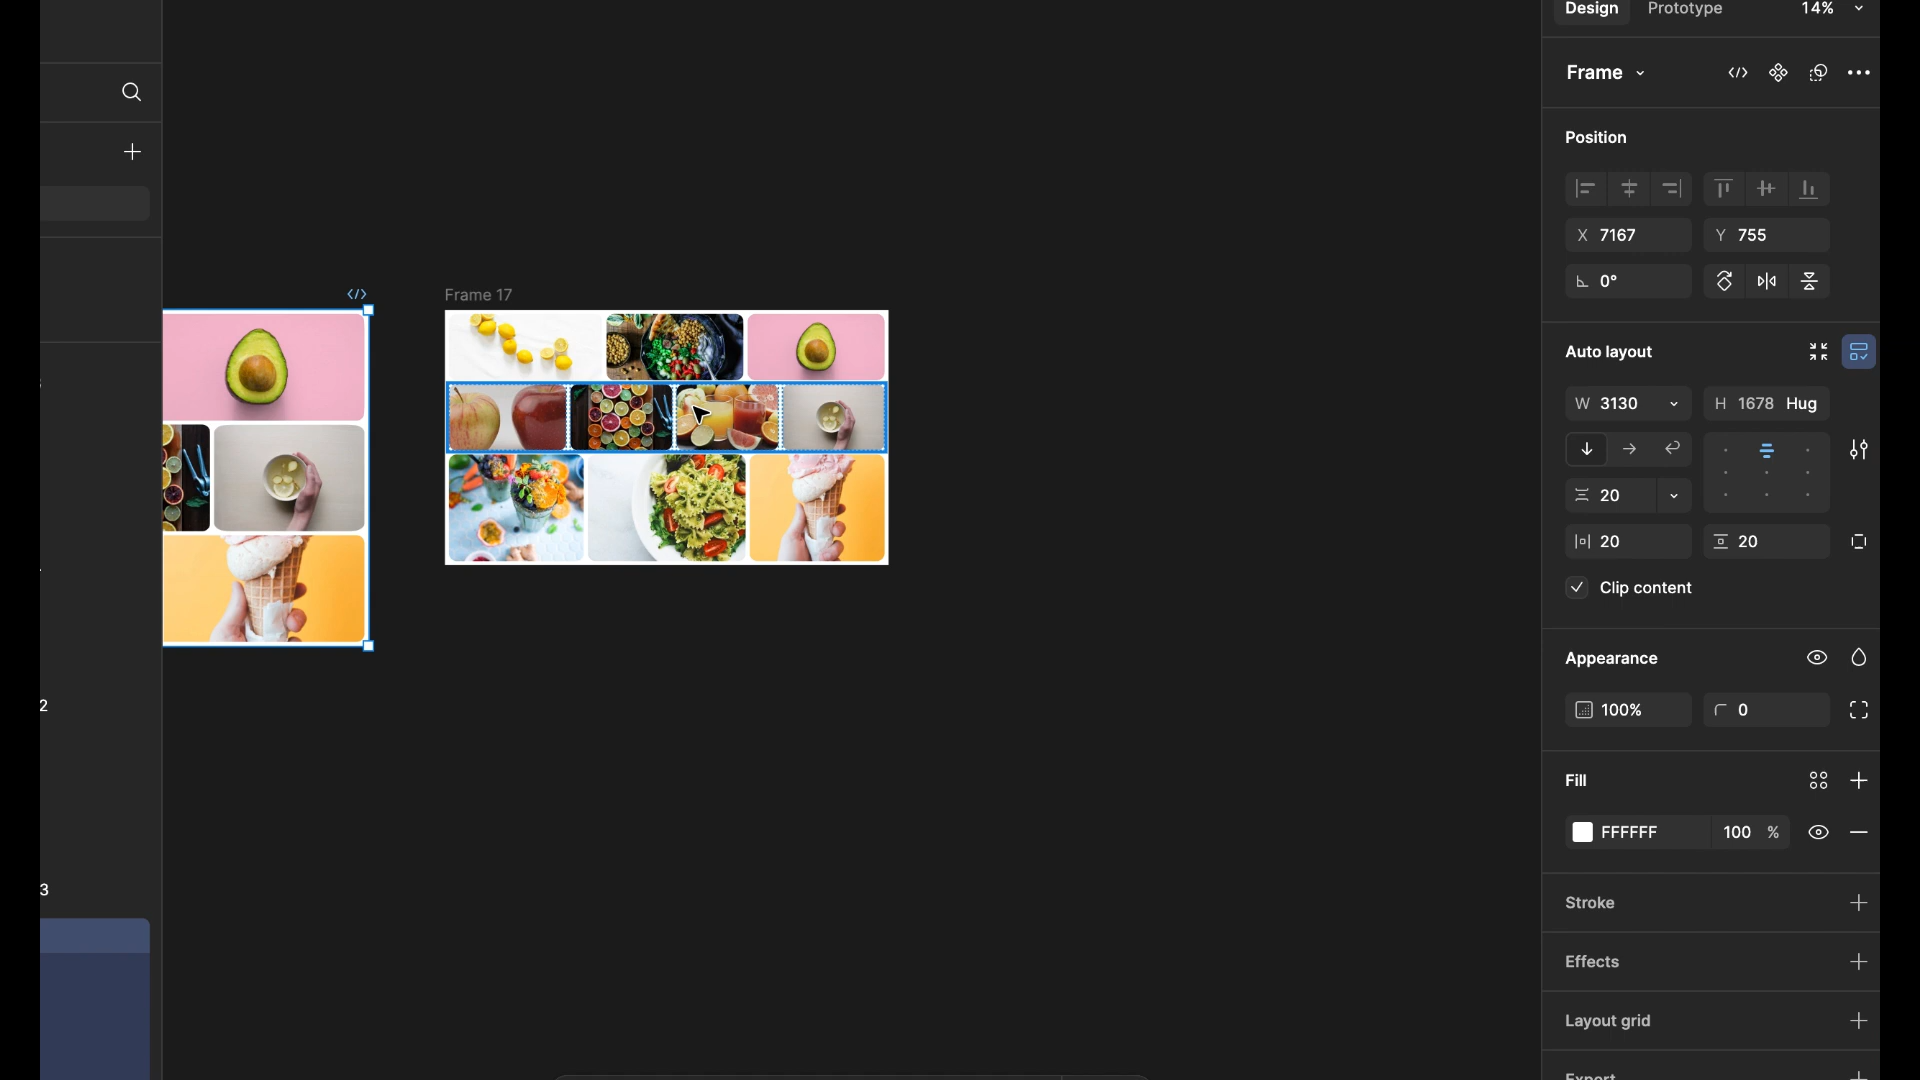 Design Prototype 14%
Frame
Position
X 7167 Y 755
0°
Auto layout
W 3130 H 1678 Hug
20
20 20
Clip content
Appearance
100% 0
Fill
FFFFFF 100 %
Stroke
Effects
Layout grid
Export
Frame 17
2
3